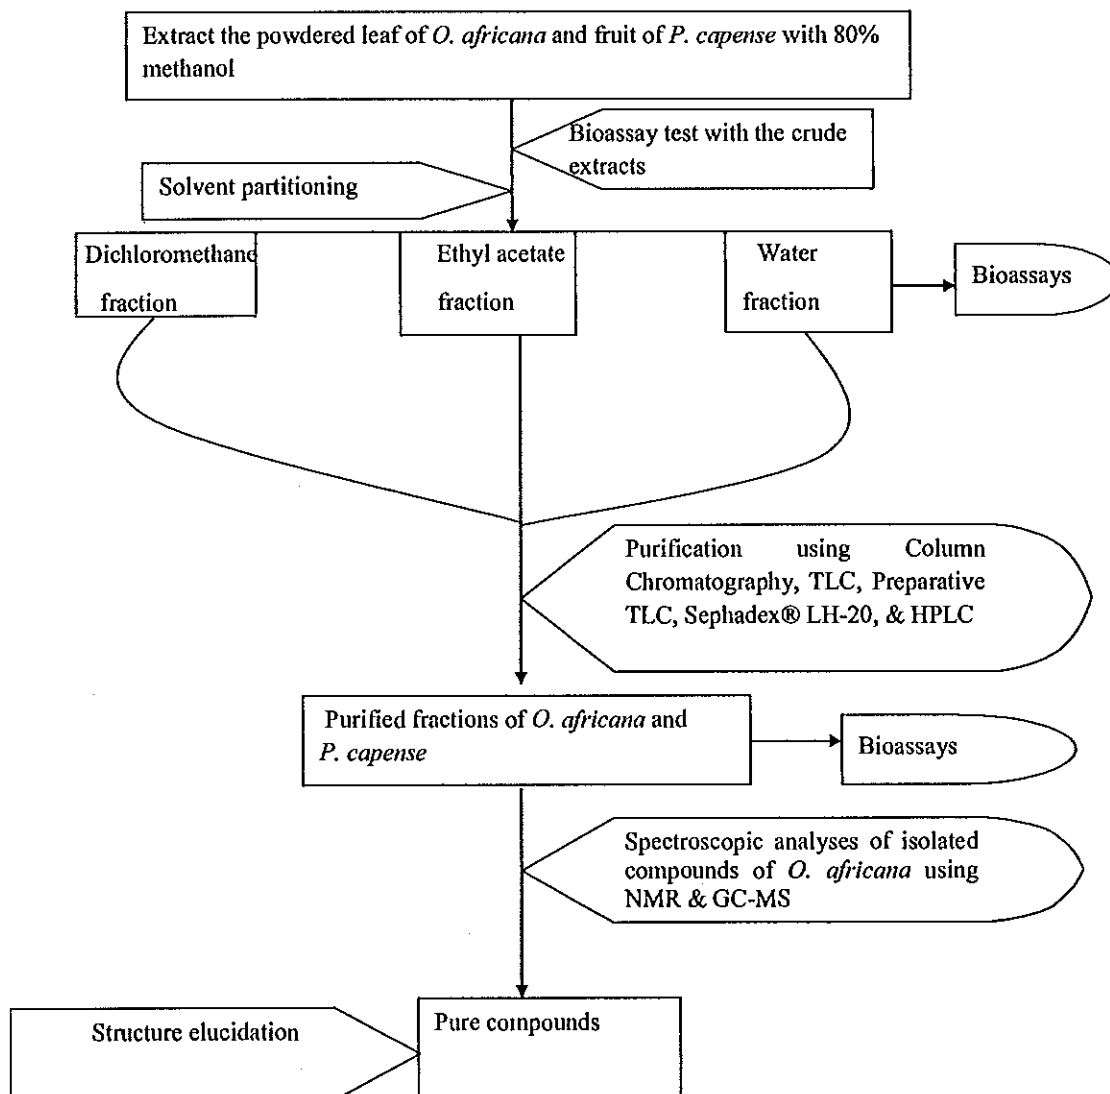 Extract the powdered leaf of O. africana and fruit of P. capense with 80%
methanol
Bioassay test with the crude
extracts
Solvent partitioning
Dichloromethane
fraction
Ethyl acetate
fraction
Water
fraction
Bioassays
Purification using Column
Chromatography, TLC, Preparative
TLC, Sephadex® LH-20, & HPLC
Purified fractions of O. africana and
P. capense
Bioassays
Spectroscopic analyses of isolated
compounds of O. africana using
NMR & GC-MS
Structure elucidation
Pure compounds